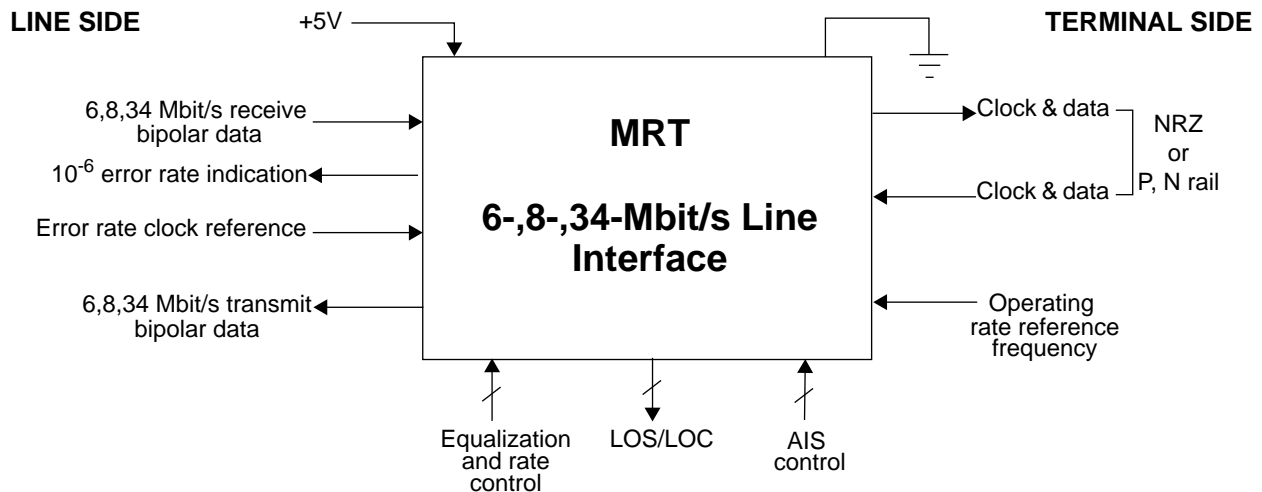 LINE SIDE
+5V
TERMINAL SIDE
6,8,34 Mbit/s receive
bipolar data
10-6 error rate indication
Error rate clock reference
6,8,34 Mbit/s transmit
bipolar data
MRT
6-,8-,34-Mbit/s Line
Interface
Clock & data
Clock & data
NRZ
or
P, N rail
Operating
rate reference
frequency
Equalization
and rate
control
LOS/LOC
AIS
control